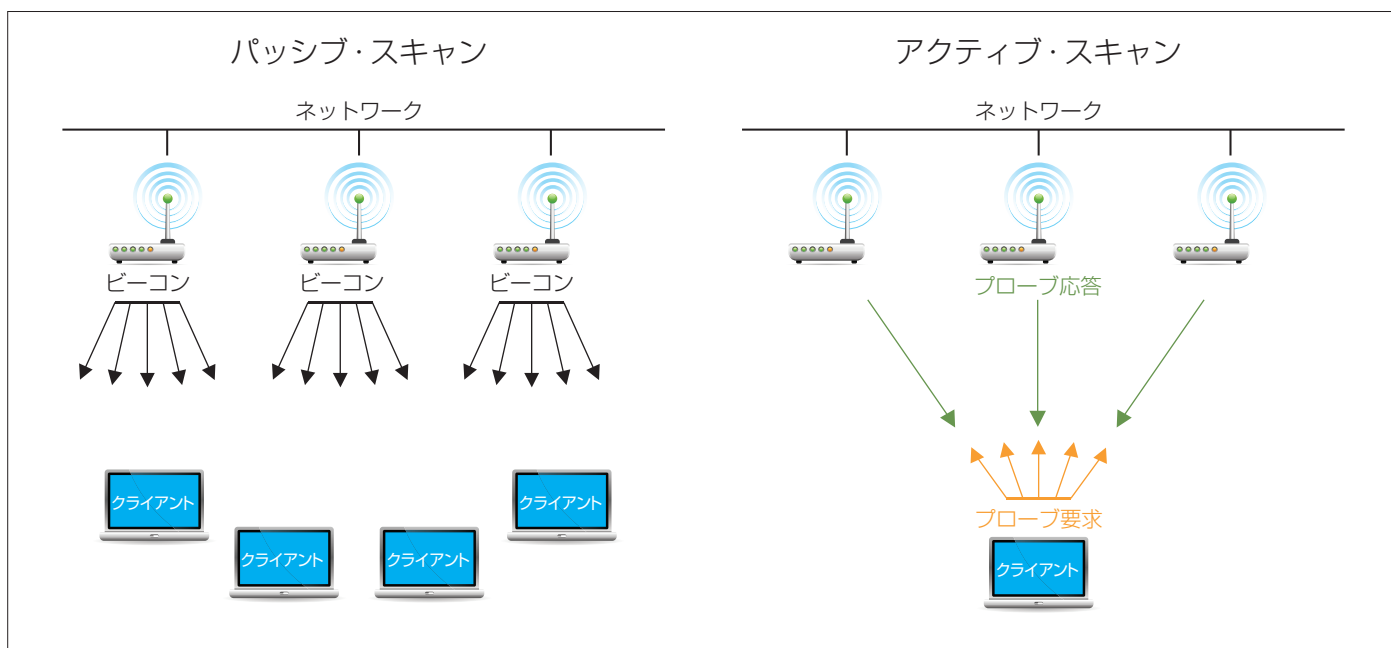 パッシブ・スキャン
ネットワーク
ビーコン
ビーコン
ビーコン
クライアント
クライアント
クライアント
クライアント
アクティブ・スキャン
ネットワーク
プローブ応答
プローブ要求
クライアント